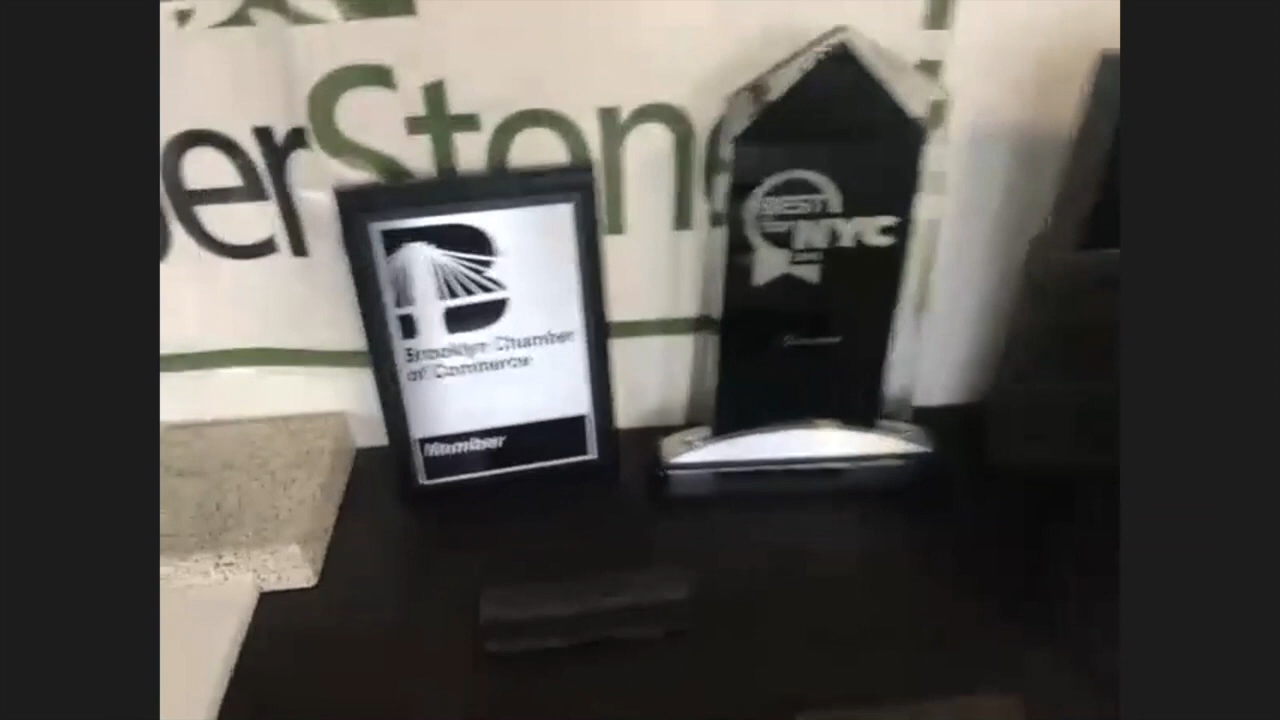 erStone
B
Brooklyn Chamber
of Commerce
Member
BEST
NYC